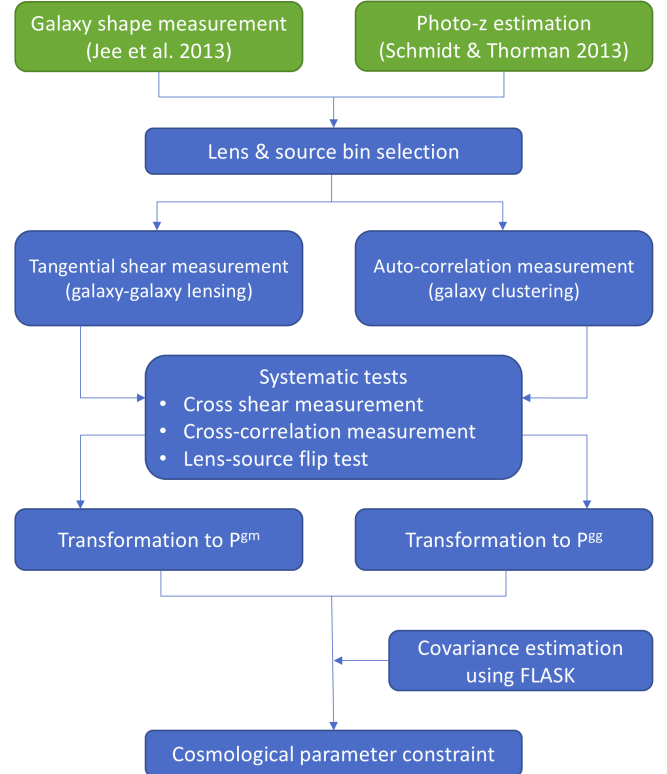 Galaxy shape measurement
(Jee et al. 2013)
Photo-z estimation
(Schmidt & Thorman 2013)
Lens & source bin selection
Tangential shear measurement
(galaxy-galaxy lensing)
Auto-correlation measurement
(galaxy clustering)
Systematic tests
• Cross shear measurement
• Cross-correlation measurement
• Lens-source flip test
Transformation to Pᵍᵐ
Transformation to Pᵍᵍ
Covariance estimation
using FLASK
Cosmological parameter constraint